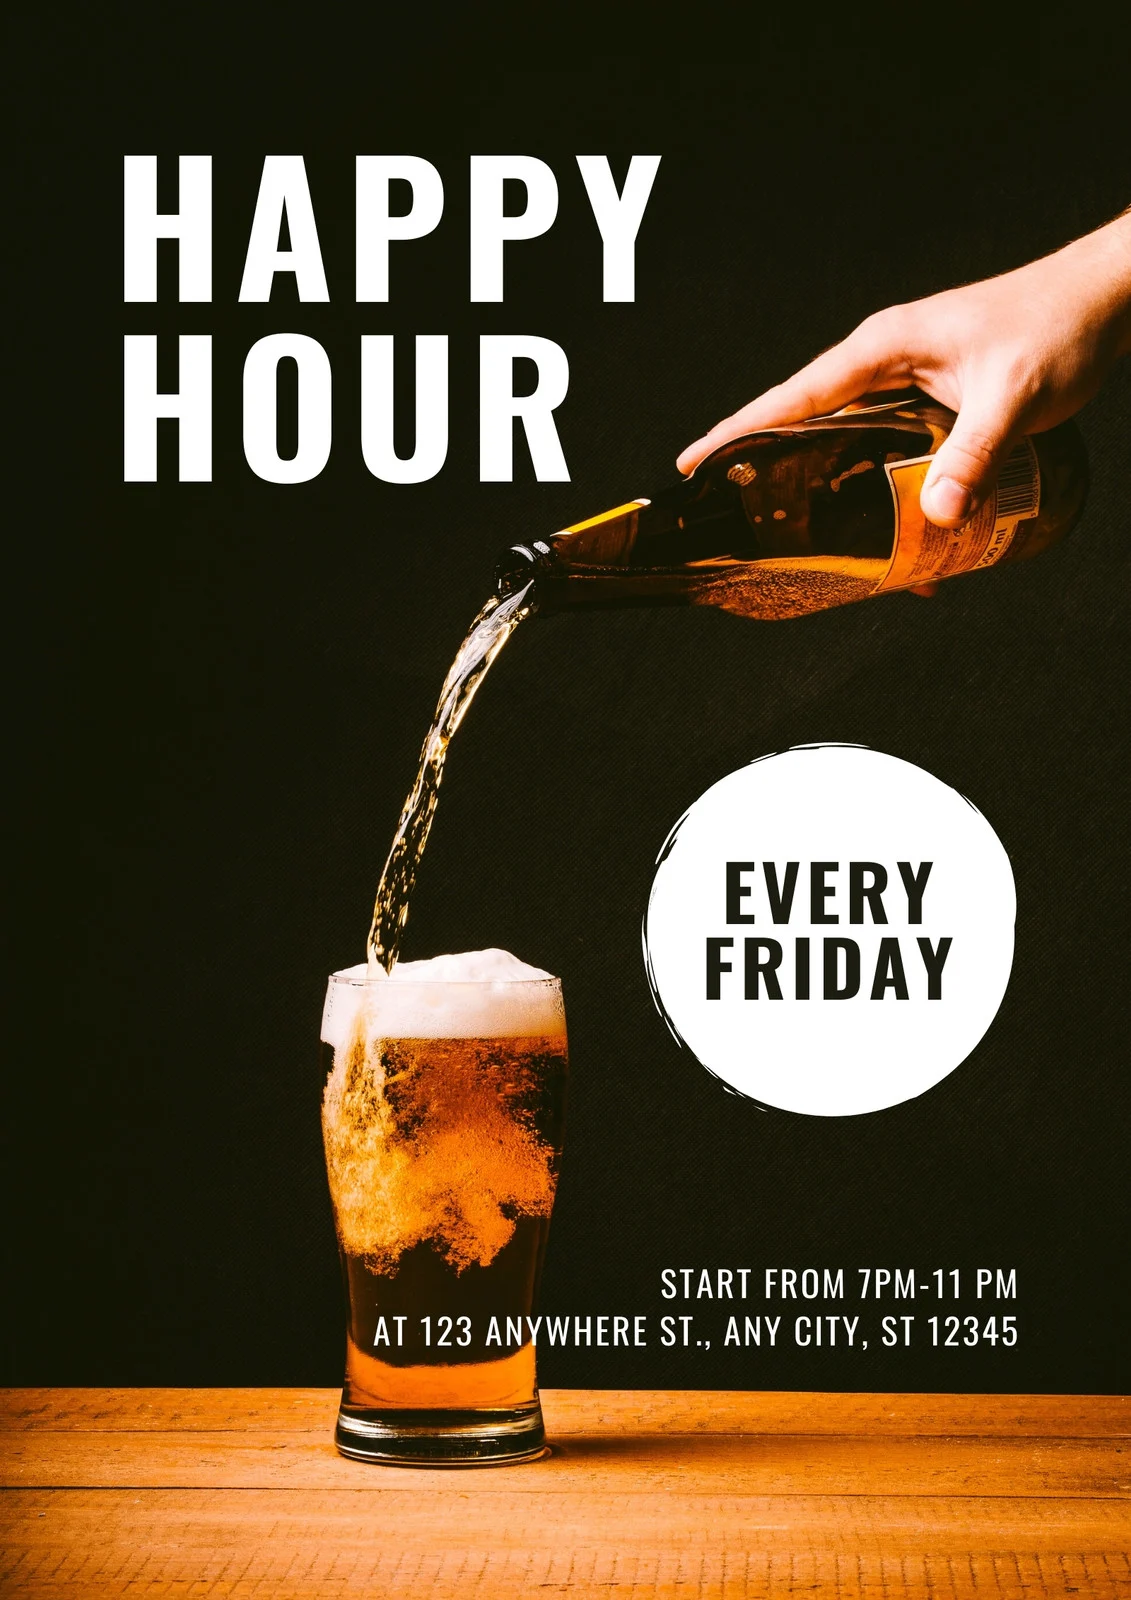 HAPPY
HOUR
EVERY
FRIDAY
START FROM 7PM-11 PM
AT 123 ANYWHERE ST., ANY CITY, ST 12345